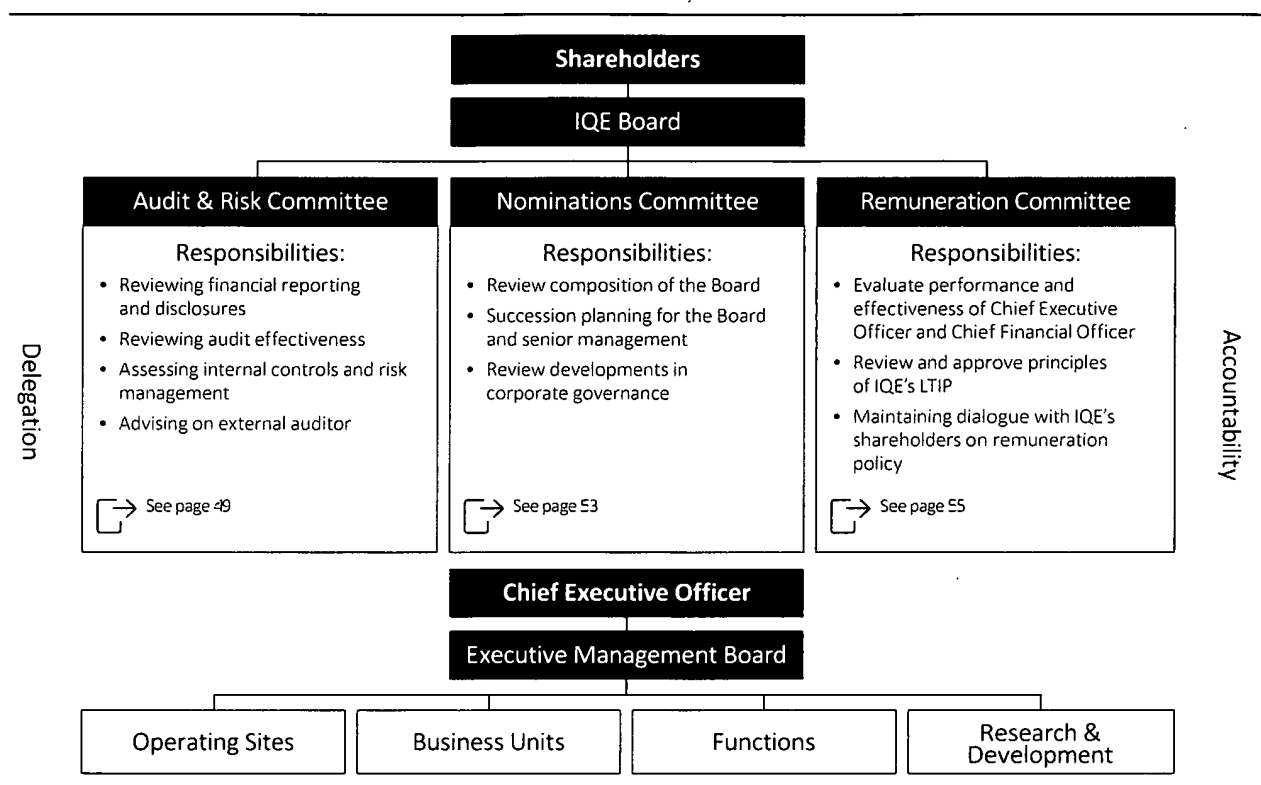 Shareholders
IQE Board
Audit & Risk Committee
Responsibilities:
• Reviewing financial reporting
and disclosures
• Reviewing audit effectiveness
• Assessing internal controls and risk
management
• Advising on external auditor
See page 49
Nominations Committee
Responsibilities:
• Review composition of the Board
• Succession planning for the Board
and senior management
• Review developments in
corporate governance
See page 53
Remuneration Committee
Responsibilities:
• Evaluate performance and
effectiveness of Chief Executive
Officer and Chief Financial Officer
• Review and approve principles
of IQE's LTIP
• Maintaining dialogue with IQE's
shareholders on remuneration
policy
See page 55
Delegation
Accountability
Chief Executive Officer
Executive Management Board
Operating Sites
Business Units
Functions
Research &
Development